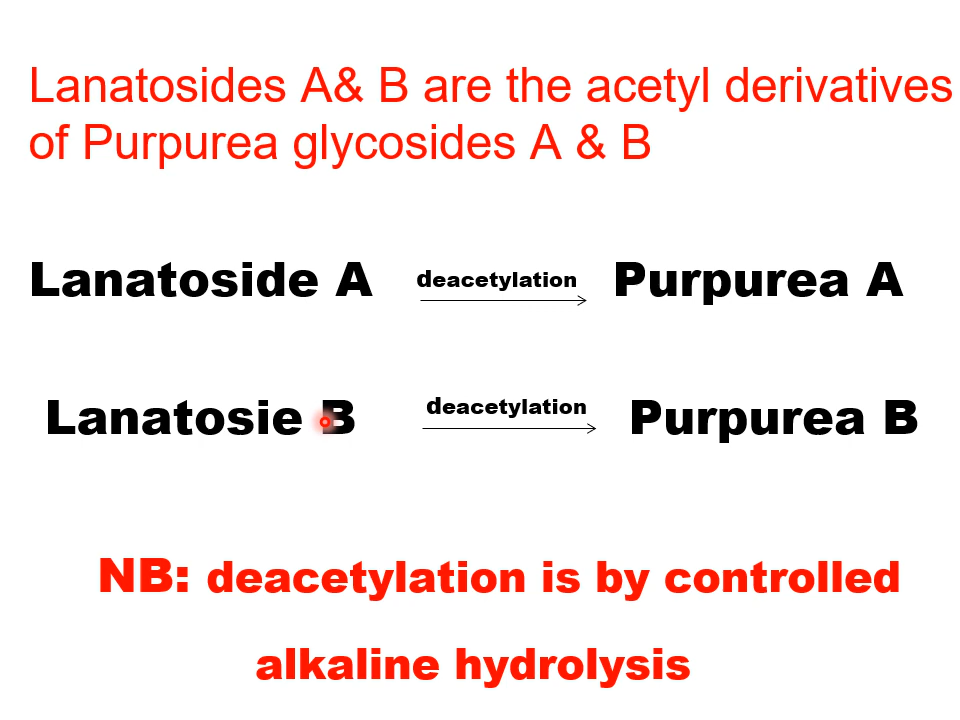 Lanatosides A& B are the acetyl derivatives
of Purpurea glycosides A & B
Lanatoside A deacetylation Purpurea A
Lanatosie B deacetylation Purpurea B
NB: deacetylation is by controlled
alkaline hydrolysis